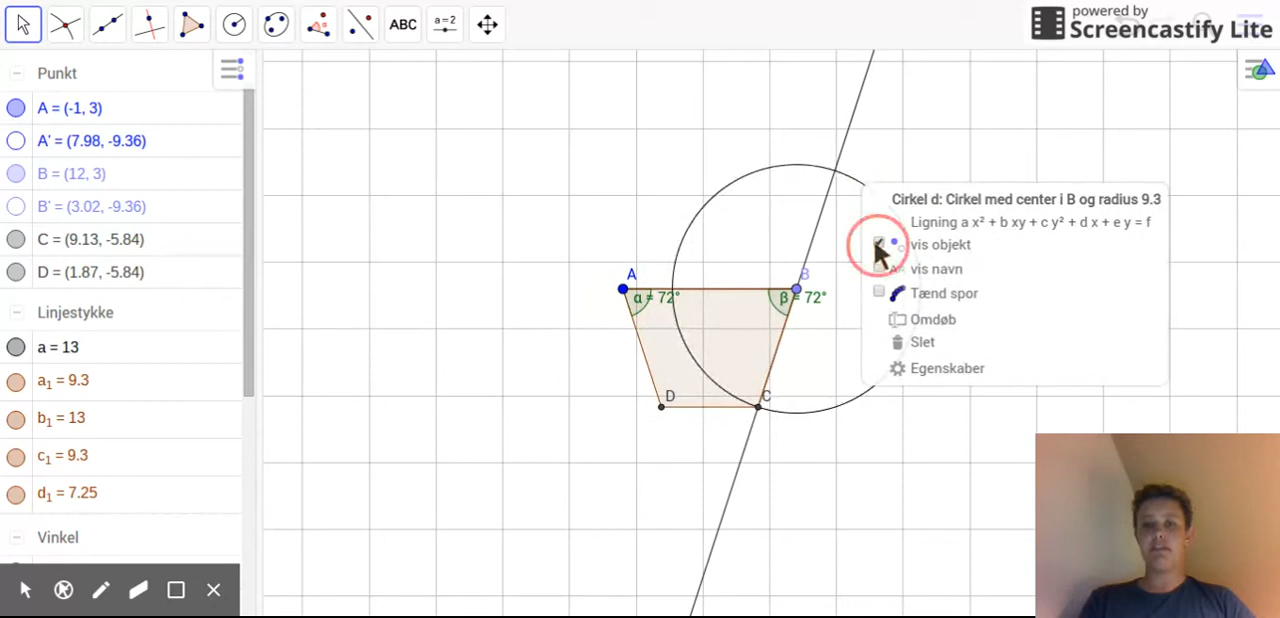 powered by
Screencastify Lite
ABC
a=2
Punkt
A = (-1, 3)
A' = (7.98, -9.36)
B = (12, 3)
B' = (3.02, -9.36)
C = (9.13, -5.84)
D = (1.87, -5.84)
Linjestykke
a = 13
a₁ = 9.3
b₁ = 13
c₁ = 9.3
d₁ = 7.25
Vinkel
A
B
α = 72°
β = 72°
D
C
Cirkel d: Cirkel med center i B og radius 9.3
Ligning a x² + b xy + c y² + d x + e y = f
vis objekt
vis navn
Tænd spor
Omdøb
Slet
Egenskaber